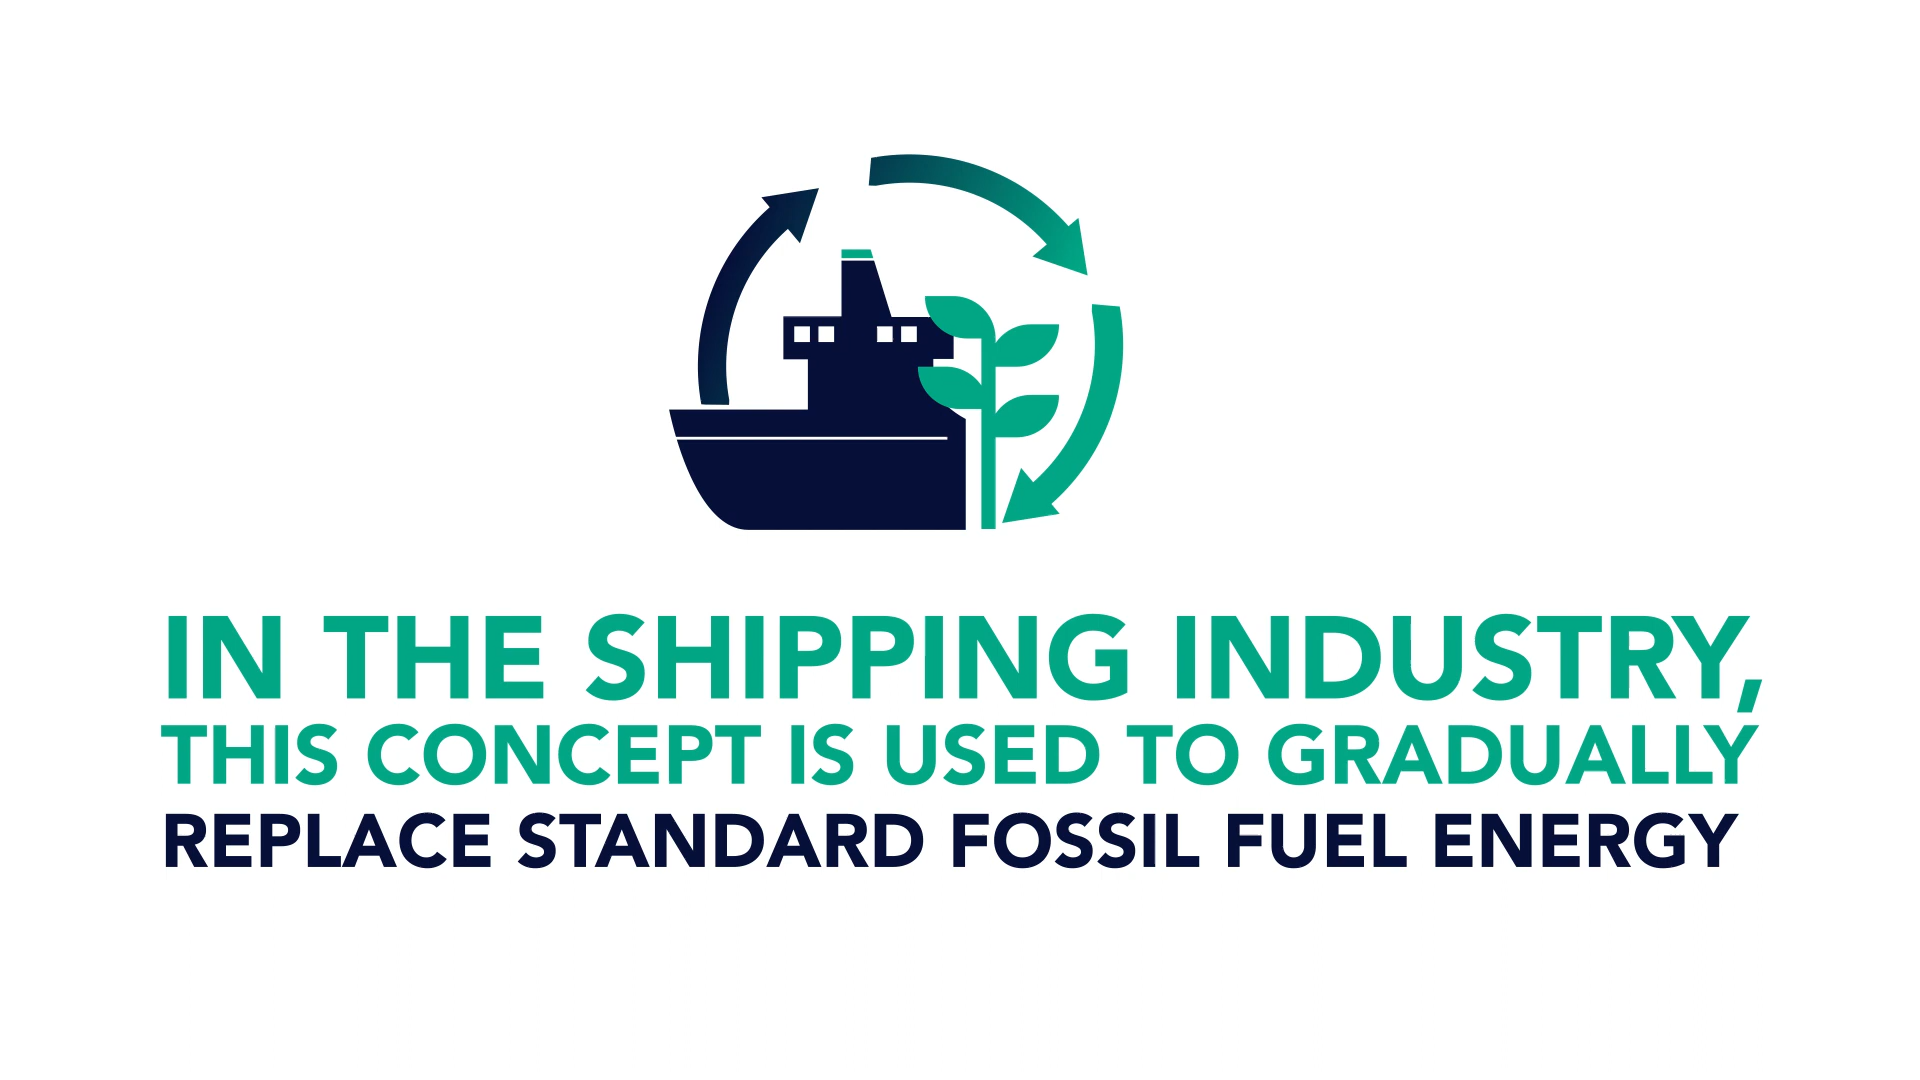 IN THE SHIPPING INDUSTRY,
THIS CONCEPT IS USED TO GRADUALLY
REPLACE STANDARD FOSSIL FUEL ENERGY